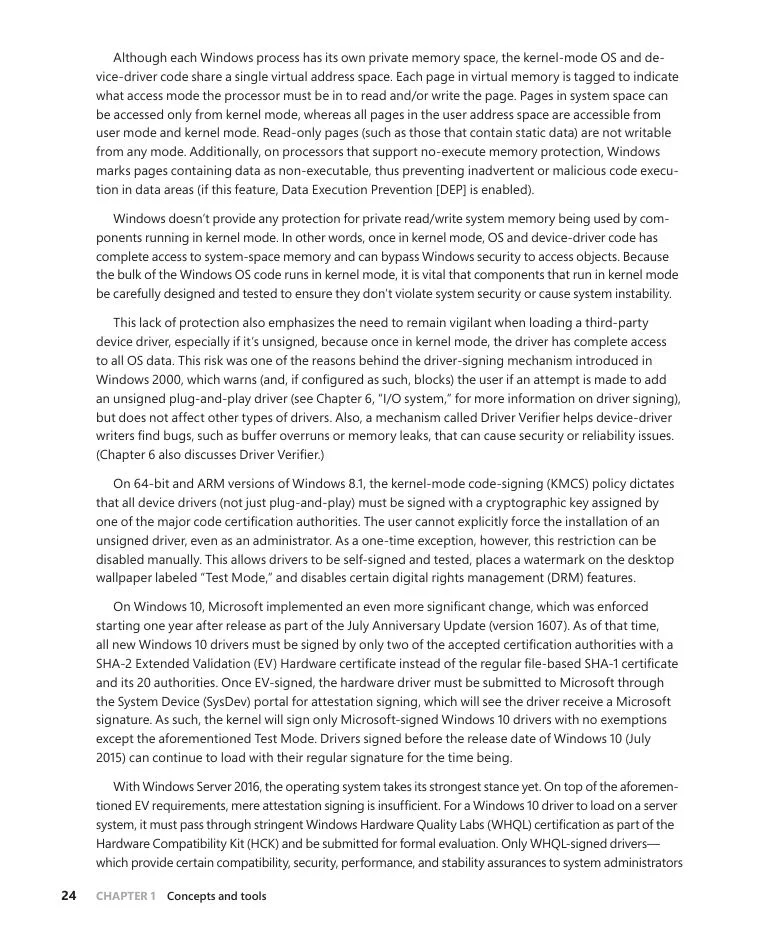 Although each Windows process has its own private memory space, the kernel-mode OS and de-
vice-driver code share a single virtual address space. Each page in virtual memory is tagged to indicate
what access mode the processor must be in to read and/or write the page. Pages in system space can
be accessed only from kernel mode, whereas all pages in the user address space are accessible from
user mode and kernel mode. Read-only pages (such as those that contain static data) are not writable
from any mode. Additionally, on processors that support no-execute memory protection, Windows
marks pages containing data as non-executable, thus preventing inadvertent or malicious code execu-
tion in data areas (if this feature, Data Execution Prevention [DEP] is enabled).
Windows doesn’t provide any protection for private read/write system memory being used by com-
ponents running in kernel mode. In other words, once in kernel mode, OS and device-driver code has
complete access to system-space memory and can bypass Windows security to access objects. Because
the bulk of the Windows OS code runs in kernel mode, it is vital that components that run in kernel mode
be carefully designed and tested to ensure they don’t violate system security or cause system instability.
This lack of protection also emphasizes the need to remain vigilant when loading a third-party
device driver, especially if it’s unsigned, because once in kernel mode, the driver has complete access
to all OS data. This risk was one of the reasons behind the driver-signing mechanism introduced in
Windows 2000, which warns (and, if configured as such, blocks) the user if an attempt is made to add
an unsigned plug-and-play driver (see Chapter 6, “I/O system,” for more information on driver signing),
but does not affect other types of drivers. Also, a mechanism called Driver Verifier helps device-driver
writers find bugs, such as buffer overruns or memory leaks, that can cause security or reliability issues.
(Chapter 6 also discusses Driver Verifier.)
On 64-bit and ARM versions of Windows 8.1, the kernel-mode code-signing (KMCS) policy dictates
that all device drivers (not just plug-and-play) must be signed with a cryptographic key assigned by
one of the major code certification authorities. The user cannot explicitly force the installation of an
unsigned driver, even as an administrator. As a one-time exception, however, this restriction can be
disabled manually. This allows drivers to be self-signed and tested, places a watermark on the desktop
wallpaper labeled “Test Mode,” and disables certain digital rights management (DRM) features.
On Windows 10, Microsoft implemented an even more significant change, which was enforced
starting one year after release as part of the July Anniversary Update (version 1607). As of that time,
all new Windows 10 drivers must be signed by only two of the accepted certification authorities with a
SHA-2 Extended Validation (EV) Hardware certificate instead of the regular file-based SHA-1 certificate
and its 20 authorities. Once EV-signed, the hardware driver must be submitted to Microsoft through
the System Device (SysDev) portal for attestation signing, which will see the driver receive a Microsoft
signature. As such, the kernel will sign only Microsoft-signed Windows 10 drivers with no exemptions
except the aforementioned Test Mode. Drivers signed before the release date of Windows 10 (July
2015) can continue to load with their regular signature for the time being.
With Windows Server 2016, the operating system takes its strongest stance yet. On top of the aforemen-
tioned EV requirements, mere attestation signing is insufficient. For a Windows 10 driver to load on a server
system, it must pass through stringent Windows Hardware Quality Labs (WHQL) certification as part of the
Hardware Compatibility Kit (HCK) and be submitted for formal evaluation. Only WHQL-signed drivers—
which provide certain compatibility, security, performance, and stability assurances to system administrators
24 CHAPTER 1 Concepts and tools